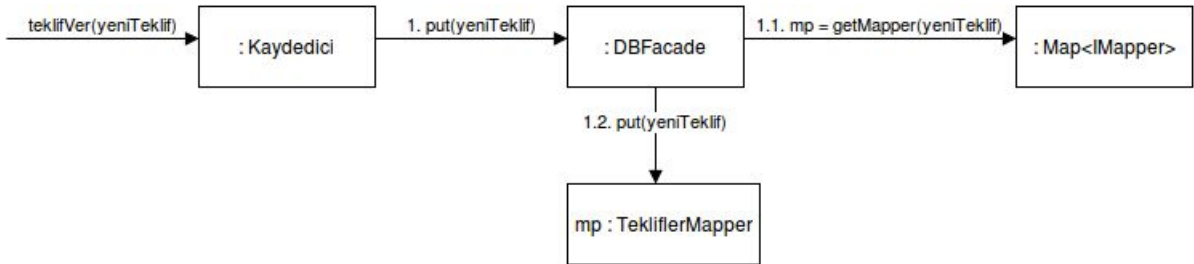 teklifVer(yeniTeklif)
: Kaydedici
1. put(yeniTeklif)
: DBFacade
1.1. mp = getMapper(yeniTeklif)
: Map<IMapper>
1.2. put(yeniTeklif)
mp : TekliflerMapper